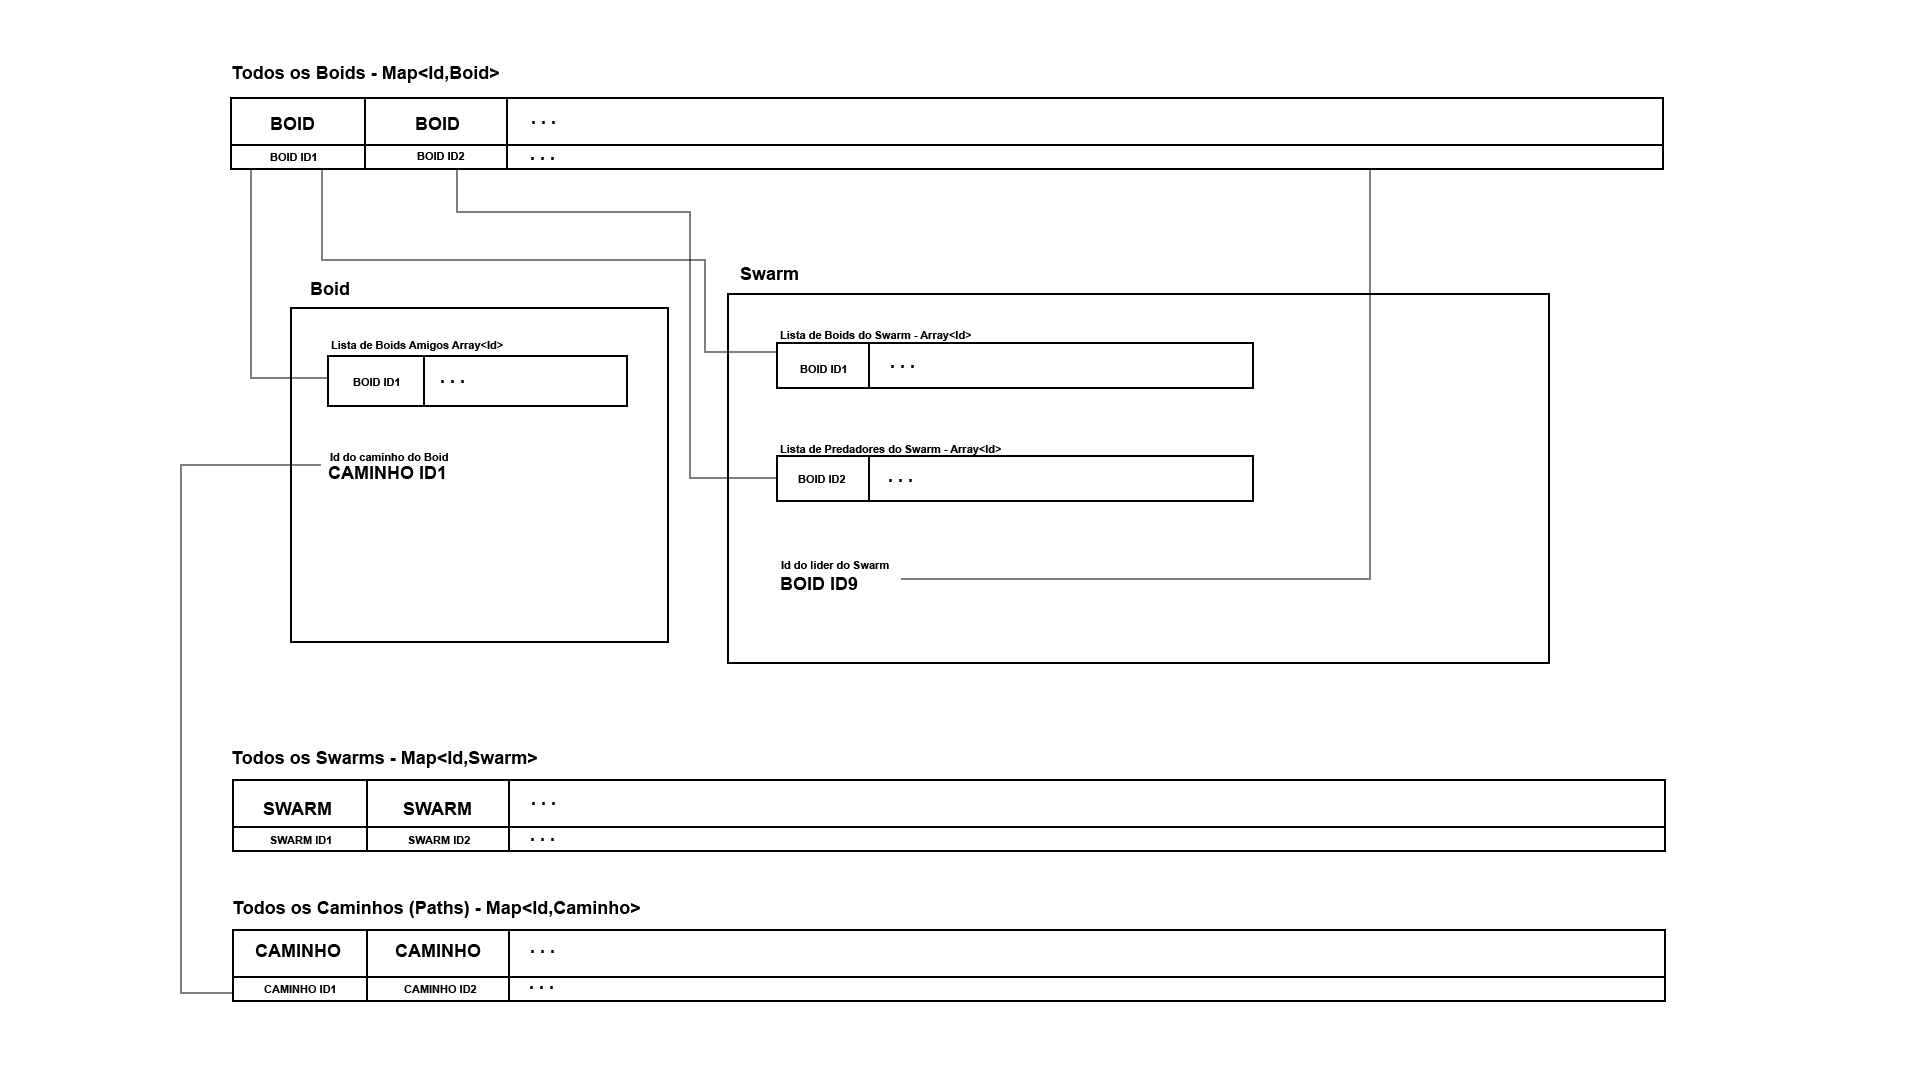 Todos os Boids - Map<Id,Boid>
BOID BOID . . .
BOID ID1 BOID ID2 . . .
Boid
Lista de Boids Amigos Array<Id>
BOID ID1 . . .
Id do caminho do Boid
CAMINHO ID1
Swarm
Lista de Boids do Swarm - Array<Id>
BOID ID1 . . .
Lista de Predadores do Swarm - Array<Id>
BOID ID2 . . .
Id do lider do Swarm
BOID ID9
Todos os Swarms - Map<Id,Swarm>
SWARM SWARM . . .
SWARM ID1 SWARM ID2 . . .
Todos os Caminhos (Paths) - Map<Id,Caminho>
CAMINHO CAMINHO . . .
CAMINHO ID1 CAMINHO ID2 . . .